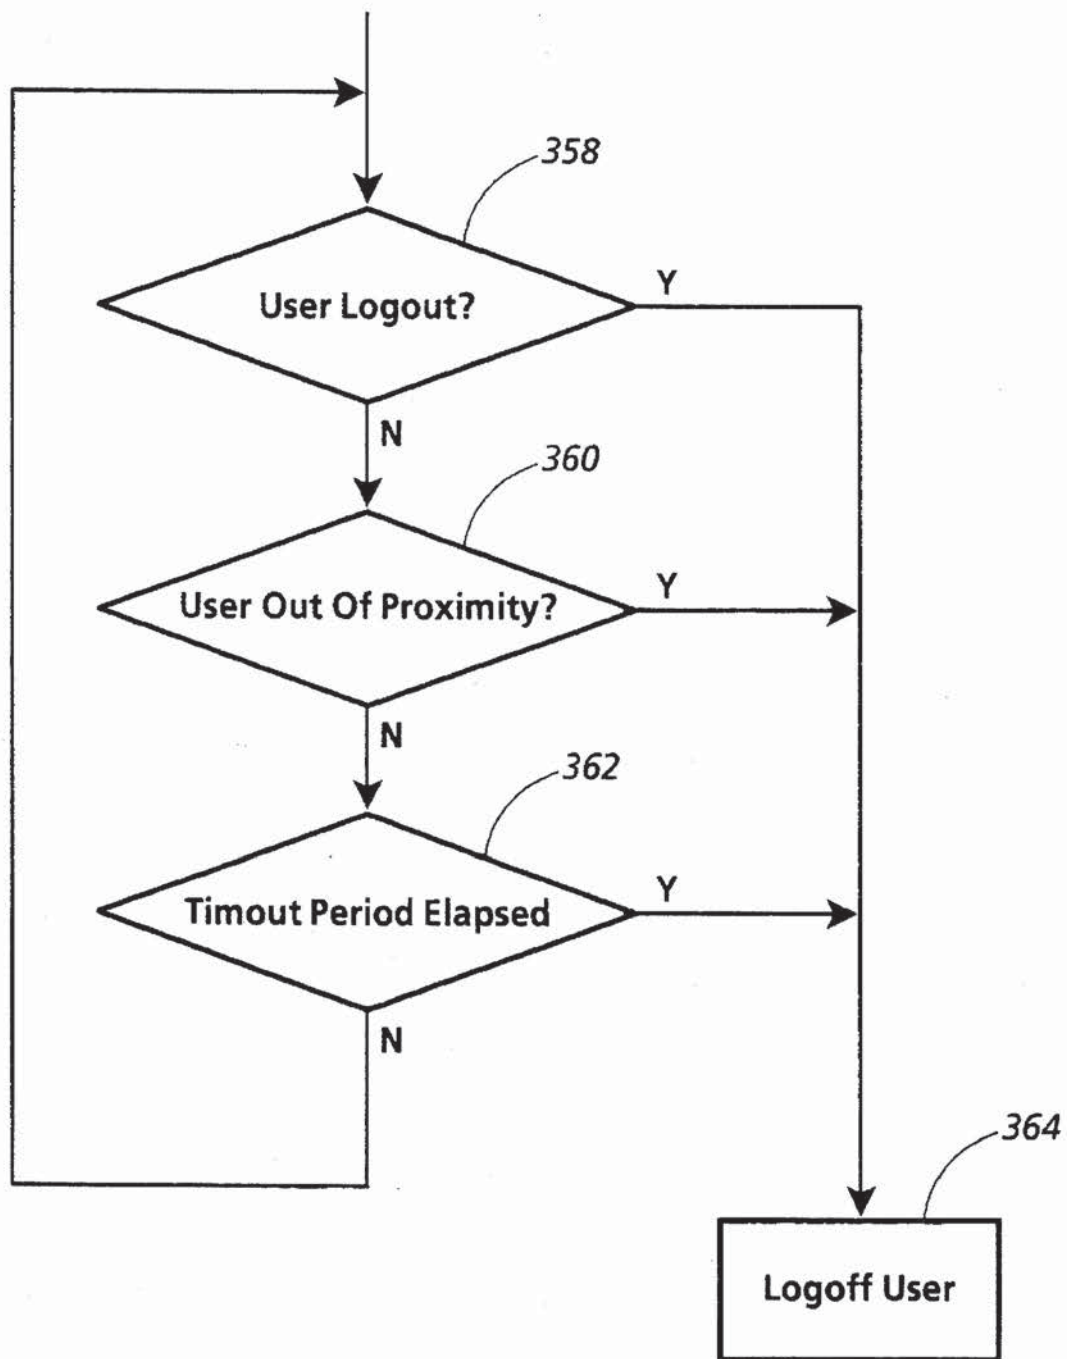 358
User Logout?
Y
N
360
User Out Of Proximity?
Y
N
362
Timout Period Elapsed
Y
N
364
Logoff User